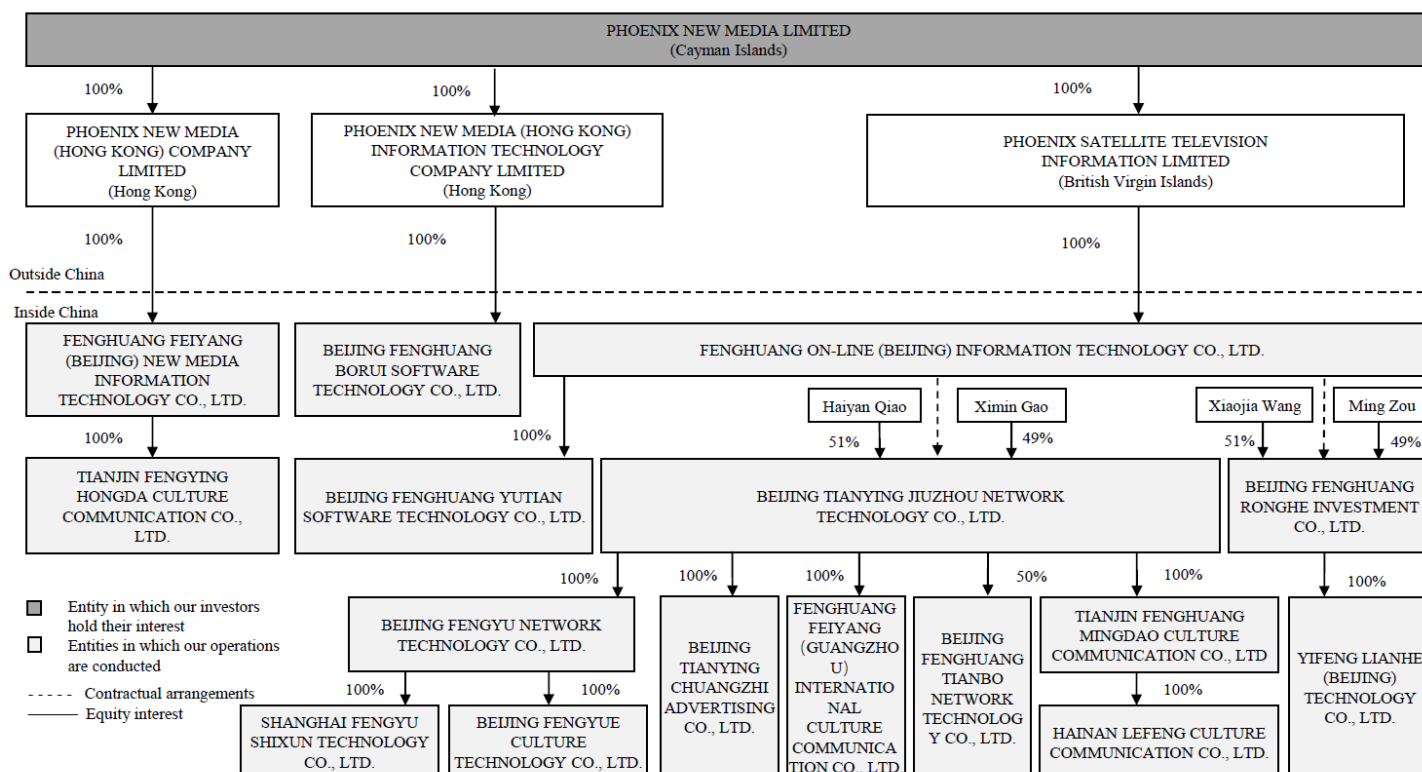 PHOENIX NEW MEDIA LIMITED
(Cayman Islands)
100%
100%
100%
PHOENIX NEW MEDIA
(HONG KONG) COMPANY
LIMITED
(Hong Kong)
PHOENIX NEW MEDIA (HONG KONG)
INFORMATION TECHNOLOGY
COMPANY LIMITED
(Hong Kong)
PHOENIX SATELLITE TELEVISION
INFORMATION LIMITED
(British Virgin Islands)
100%
100%
100%
Outside China
Inside China
FENGHUANG FEIYANG
(BEIJING) NEW MEDIA
INFORMATION
TECHNOLOGY CO., LTD.
BEIJING FENGHUANG
BORUI SOFTWARE
TECHNOLOGY CO., LTD.
FENGHUANG ON-LINE (BEIJING) INFORMATION TECHNOLOGY CO., LTD.
Haiyan Qiao
Ximin Gao
Xiaojia Wang
Ming Zou
100%
100%
51%
49%
51%
49%
TIANJIN FENGYING
HONGDA CULTURE
COMMUNICATION CO.,
LTD.
BEIJING FENGHUANG YUTIAN
SOFTWARE TECHNOLOGY CO., LTD.
BEIJING TIANYING JIUZHOU NETWORK
TECHNOLOGY CO., LTD.
BEIJING FENGHUANG
RONGHE INVESTMENT
CO., LTD.
100%
100%
100%
50%
100%
100%
BEIJING FENGYU NETWORK
TECHNOLOGY CO., LTD.
BEIJING
TIANYING
CHUANGZHI
ADVERTISING
CO., LTD.
FENGHUANG
FEIYANG
(GUANGZHO
U)
INTERNATIO
NAL
CULTURE
COMMUNICA
TION CO., LTD
BEIJING
FENGHUANG
TIANBO
NETWORK
TECHNOLOG
Y CO., LTD.
TIANJIN FENGHUANG
MINGDAO CULTURE
COMMUNICATION CO., LTD
YIFENG LIANHE
(BEIJING)
TECHNOLOGY
CO., LTD.
100%
100%
100%
SHANGHAI FENGYU
SHIXUN TECHNOLOGY
CO., LTD.
BEIJING FENGYUE
CULTURE
TECHNOLOGY CO., LTD.
HAINAN LEFENG CULTURE
COMMUNICATION CO., LTD.
Entity in which our investors
hold their interest
Entities in which our operations
are conducted
Contractual arrangements
Equity interest